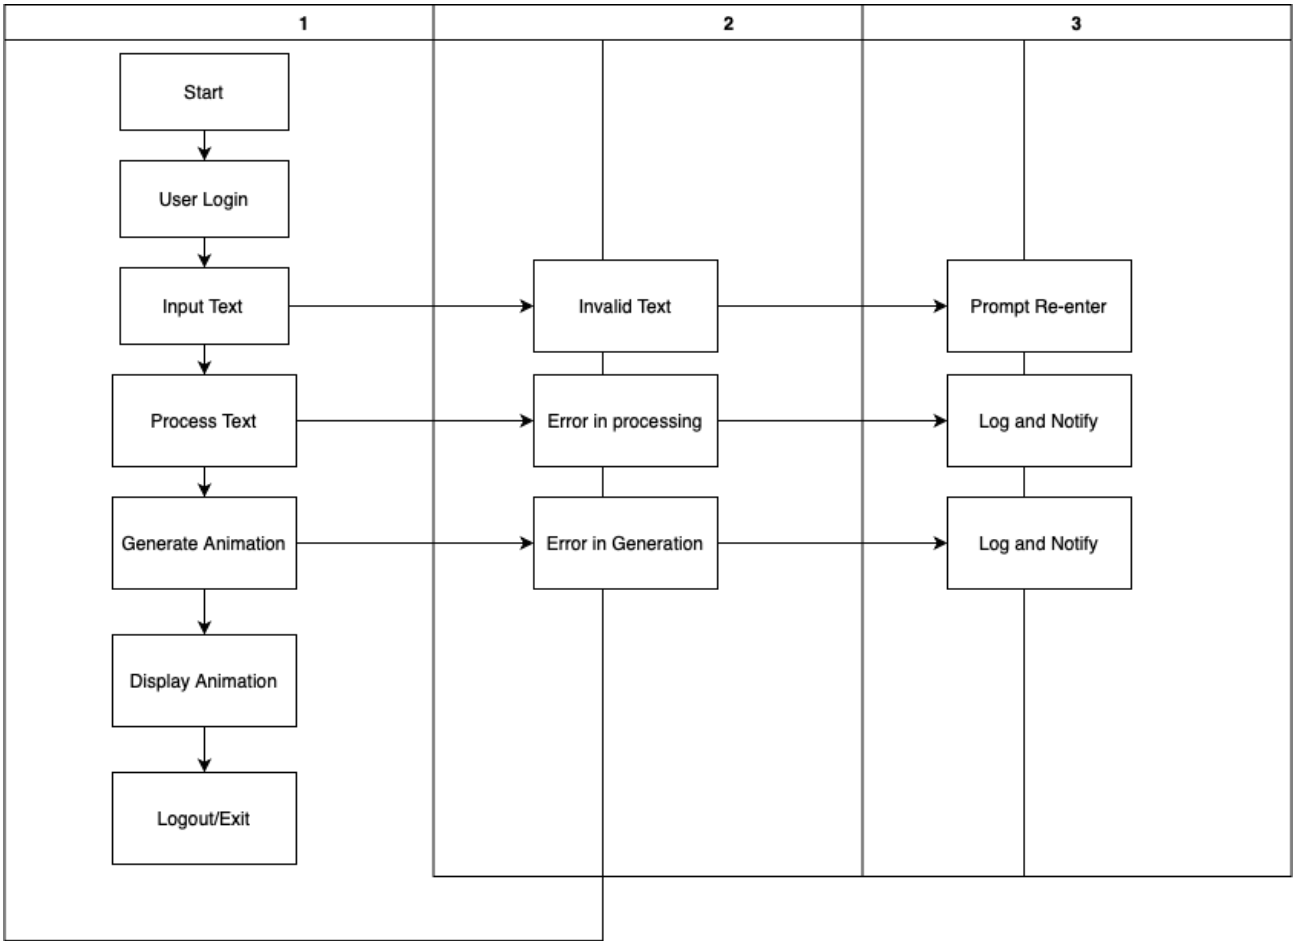 1
2
3
Start
User Login
Input Text
Invalid Text
Prompt Re-enter
Process Text
Error in processing
Log and Notify
Generate Animation
Error in Generation
Log and Notify
Display Animation
Logout/Exit